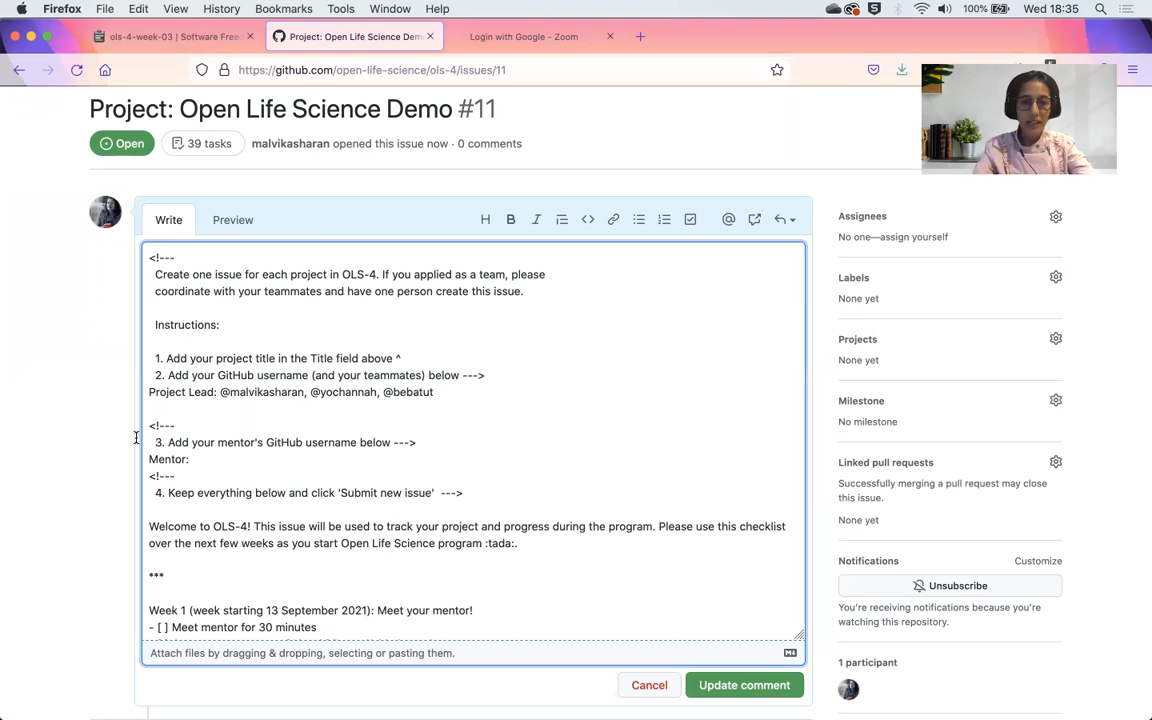 Firefox File Edit View History Bookmarks Tools Window Help 100% Wed 18:35
ols-4-week-03 | Software Free
Project: Open Life Science Dem
Login with Google - Zoom
https://github.com/open-life-science/ols-4/issues/11
Project: Open Life Science Demo #11
Open 39 tasks malvikasharan opened this issue now · 0 comments
Write Preview
<!---
Create one issue for each project in OLS-4. If you applied as a team, please
coordinate with your teammates and have one person create this issue.
Instructions:
1. Add your project title in the Title field above ^
2. Add your GitHub username (and your teammates) below --->
Project Lead: @malvikasharan, @yochannah, @bebatut
<!---
3. Add your mentor's GitHub username below --->
Mentor:
<!---
4. Keep everything below and click 'Submit new issue' --->
Welcome to OLS-4! This issue will be used to track your project and progress during the program. Please use this checklist
over the next few weeks as you start Open Life Science program :tada:.
***
Week 1 (week starting 13 September 2021): Meet your mentor!
- [ ] Meet mentor for 30 minutes
Attach files by dragging & dropping, selecting or pasting them.
Cancel Update comment
Assignees
No one—assign yourself
Labels
None yet
Projects
None yet
Milestone
No milestone
Linked pull requests
Successfully merging a pull request may close
this issue.
None yet
Notifications Customize
Unsubscribe
You're receiving notifications because you're
watching this repository.
1 participant